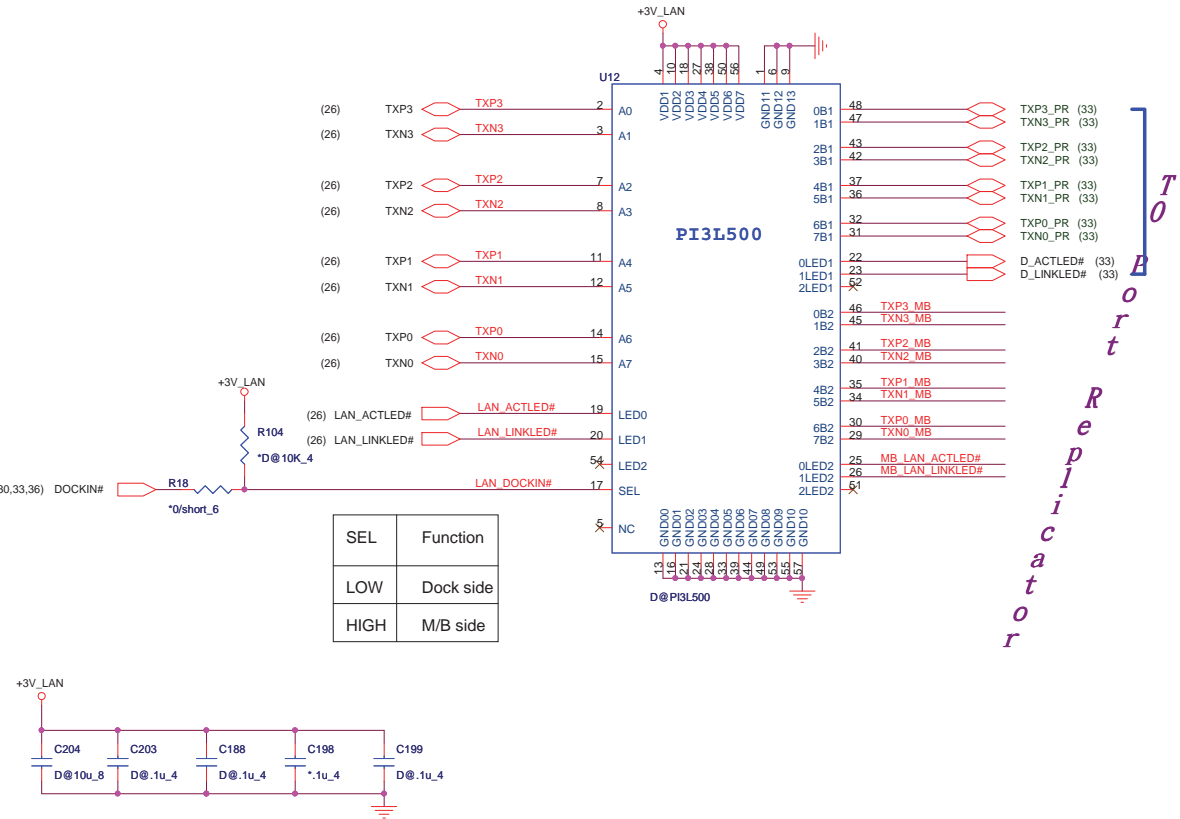 +3V_LAN
U12
4 10 18 27 38 50 56 1 6 9
VDD1 VDD2 VDD3 VDD4 VDD5 VDD6 VDD7 GND11 GND12 GND13
(26) TXP3 TXP3 2 A0 0B1 48 TXP3_PR (33)
1B1 47 TXN3_PR (33)
(26) TXN3 TXN3 3 A1
2B1 43 TXP2_PR (33)
3B1 42 TXN2_PR (33)
(26) TXP2 TXP2 7 A2 4B1 37 TXP1_PR (33)
5B1 36 TXN1_PR (33)
(26) TXN2 TXN2 8 A3
6B1 32 TXP0_PR (33)
PI3L500
7B1 31 TXN0_PR (33)
(26) TXP1 TXP1 11 A4 0LED1 22 D_ACTLED# (33)
1LED1 23 D_LINKLED# (33)
(26) TXN1 TXN1 12 A5 2LED1 52
0B2 46 TXP3_MB
1B2 45 TXN3_MB
(26) TXP0 TXP0 14 A6
2B2 41 TXP2_MB
(26) TXN0 TXN0 15 A7 3B2 40 TXN2_MB
4B2 35 TXP1_MB
5B2 34 TXN1_MB
+3V_LAN
(26) LAN_ACTLED# LAN_ACTLED# 19 LED0
6B2 30 TXP0_MB
R104
(26) LAN_LINKLED# LAN_LINKLED# 20 LED1 7B2 29 TXN0_MB
*D@10K_4
54 LED2 0LED2 25 MB_LAN_ACTLED#
1LED2 26 MB_LAN_LINKLED#
30,33,36) DOCKIN# R18 LAN_DOCKIN# 17 SEL 2LED2 51
*0/short_6
5 NC
GND00 GND01 GND02 GND03 GND04 GND05 GND06 GND07 GND08 GND09 GND10 GND10
13 16 21 24 28 33 39 44 49 53 55 57
D@PI3L500
TO Port Replicator
SEL Function
LOW Dock side
HIGH M/B side
+3V_LAN
C204 C203 C188 C198 C199
D@10u_8 D@.1u_4 D@.1u_4 *.1u_4 D@.1u_4